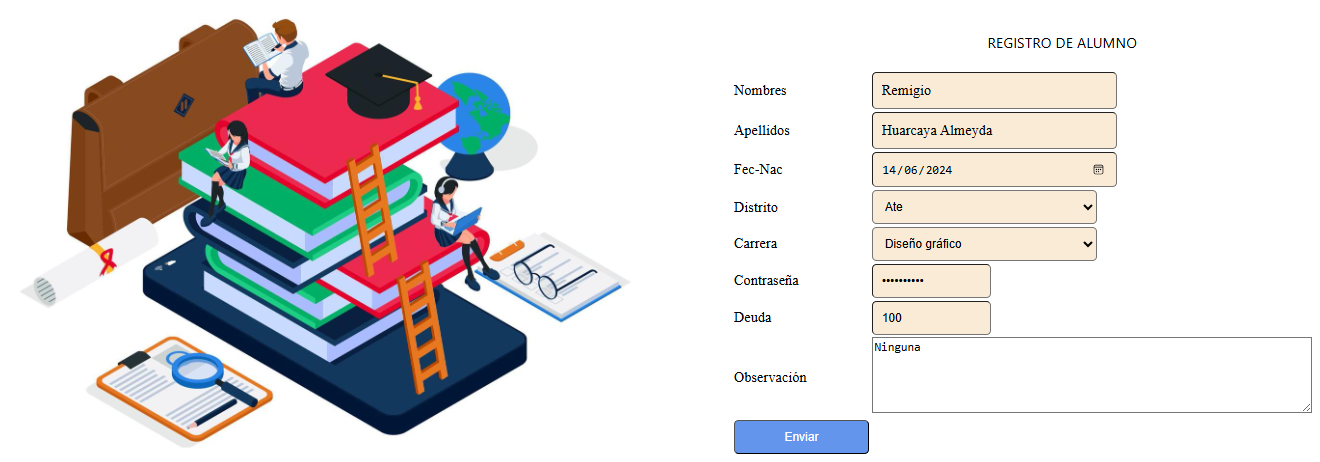 REGISTRO DE ALUMNO
Nombres Remigio
Apellidos Huarcaya Almeyda
Fec-Nac 14/06/2024
Distrito Ate
Carrera Diseño gráfico
Contraseña ••••••••••
Deuda 100
Observación Ninguna
Enviar